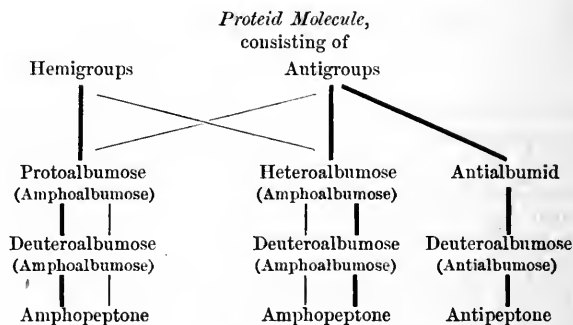 Proteid Molecule,
consisting of
Hemigroups Antigroups
Protoalbumose Heteroalbumose Antialbumid
(Amphoalbumose) (Amphoalbumose)
Deuteroalbumose Deuteroalbumose Deuteroalbumose
(Amphoalbumose) (Amphoalbumose) (Antialbumose)
Amphopeptone Amphopeptone Antipeptone